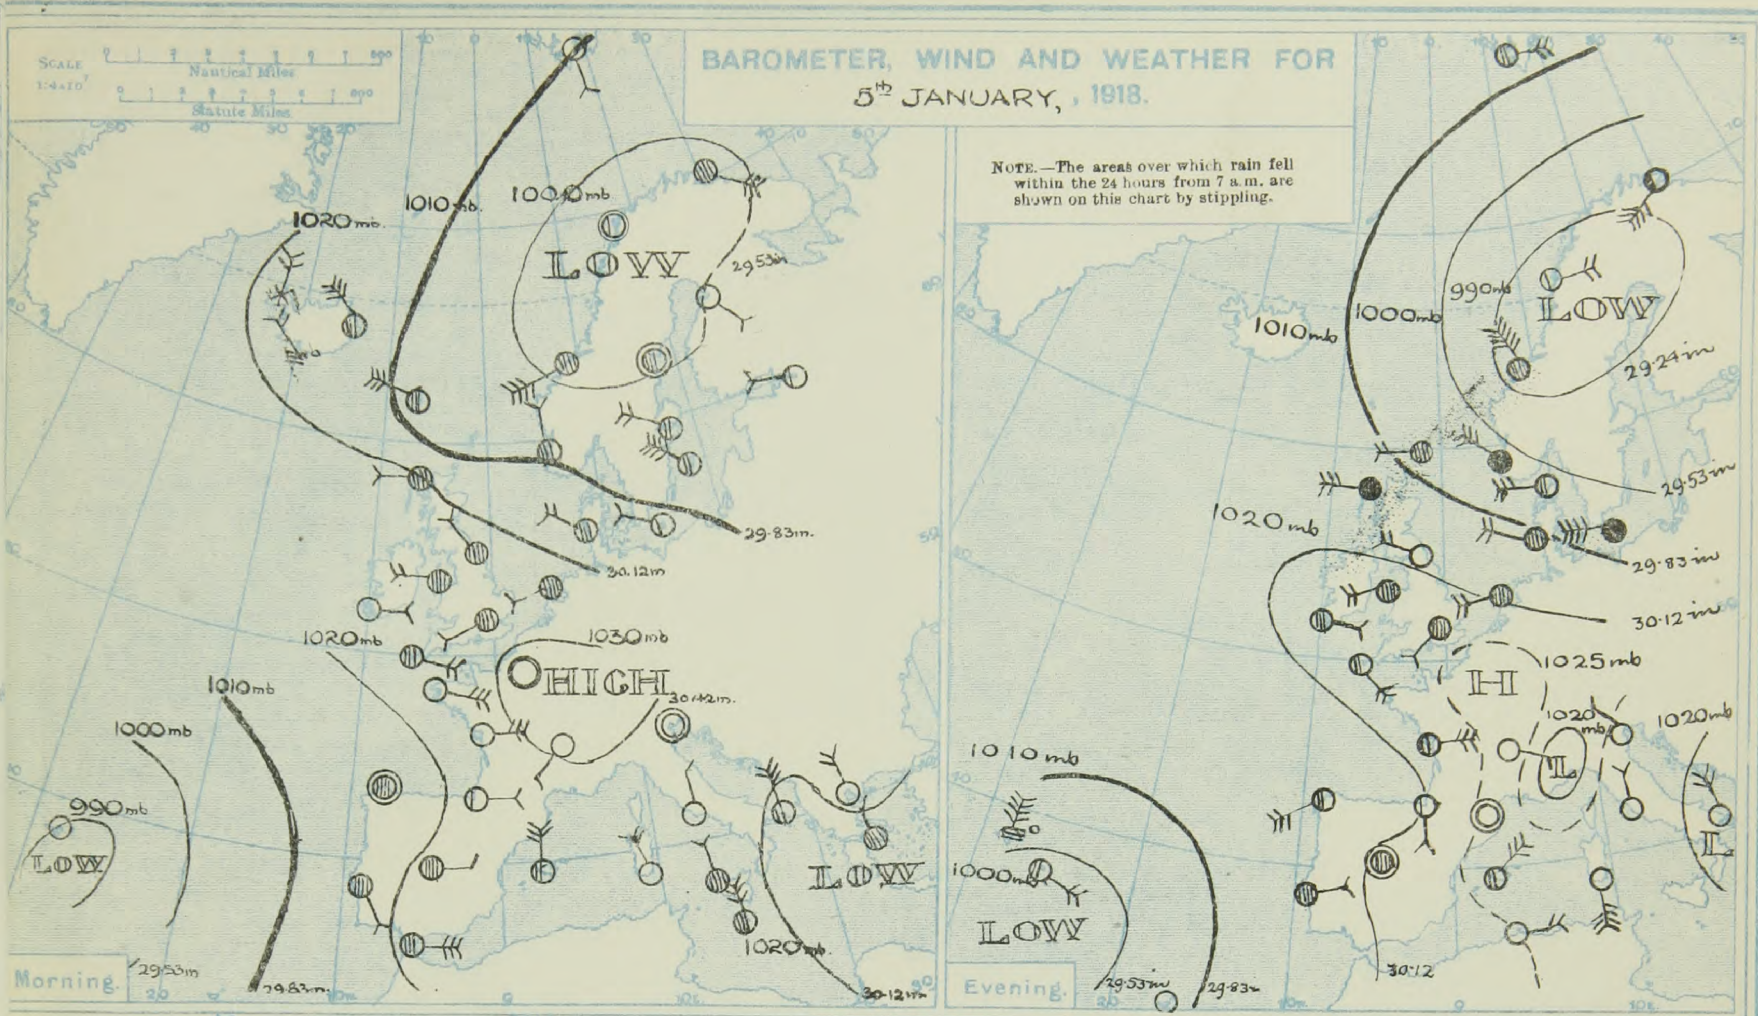 BAROMETER, WIND AND WEATHER FOR
5th JANUARY, , 1918.
SCALE
Nautical Miles
Statute Miles
NOTE.—The areas over which rain fell
within the 24 hours from 7 a.m. are
shown on this chart by stippling.
1020mb.
1010mb.
1000mb
LOW
29.53in
29.83in.
30.12in
1020mb
1030mb
HIGH
30.42in.
1010mb
1000mb
990mb
LOW
LOW
1020mb
Morning.
29.53in
29.83in.
30.12in
1010mb
1000mb
990mb
LOW
29.24in
29.53in
1020mb
29.83in
30.12in
H
1025mb
1020
mb
1020mb
L
1010mb
L
1000mb
LOW
30.12
Evening.
29.53in
29.83in